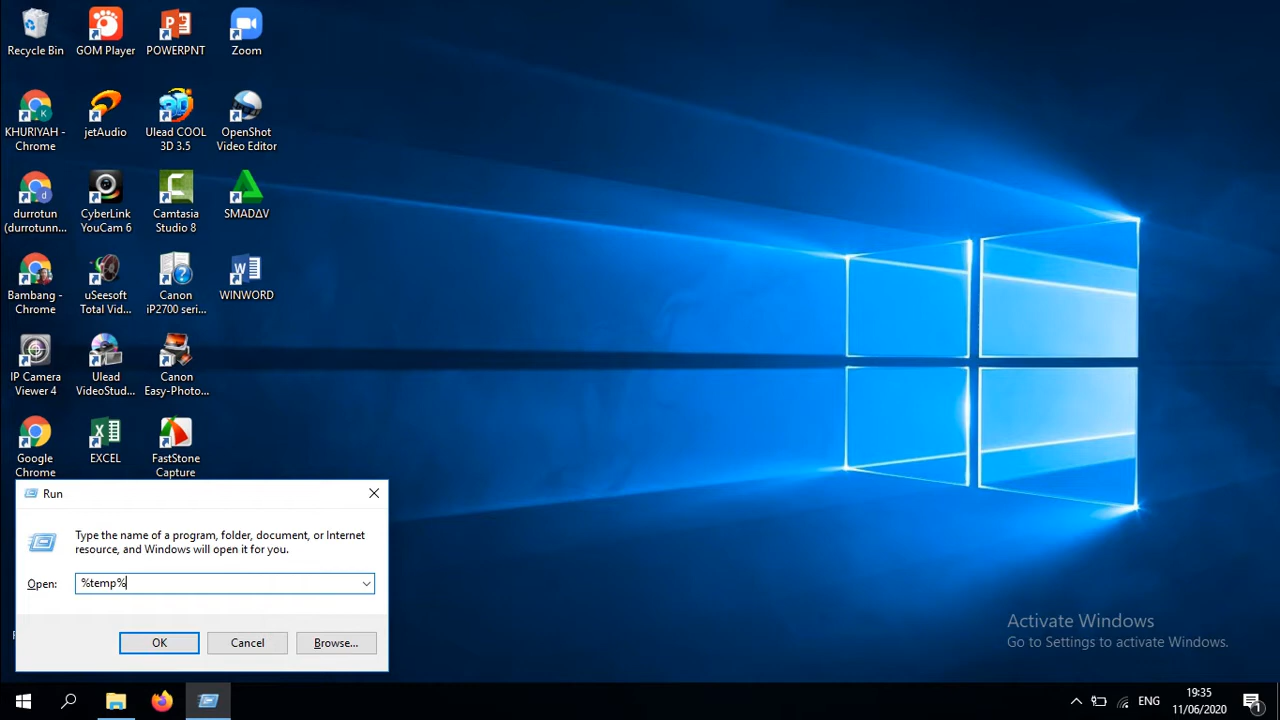 Recycle Bin
GOM Player
POWERPNT
Zoom
KHURIYAH -
Chrome
jetAudio
Ulead COOL
3D 3.5
OpenShot
Video Editor
durrotun
(durrotunn...
CyberLink
YouCam 6
Camtasia
Studio 8
SMADΔV
Bambang -
Chrome
uSeesoft
Total Vid...
Canon
iP2700 seri...
WINWORD
IP Camera
Viewer 4
Ulead
VideoStud...
Canon
Easy-Photo...
Google
Chrome
EXCEL
FastStone
Capture
Run
Type the name of a program, folder, document, or Internet
resource, and Windows will open it for you.
Open: %temp%
OK Cancel Browse...
Activate Windows
Go to Settings to activate Windows.
ENG
19:35
11/06/2020
1